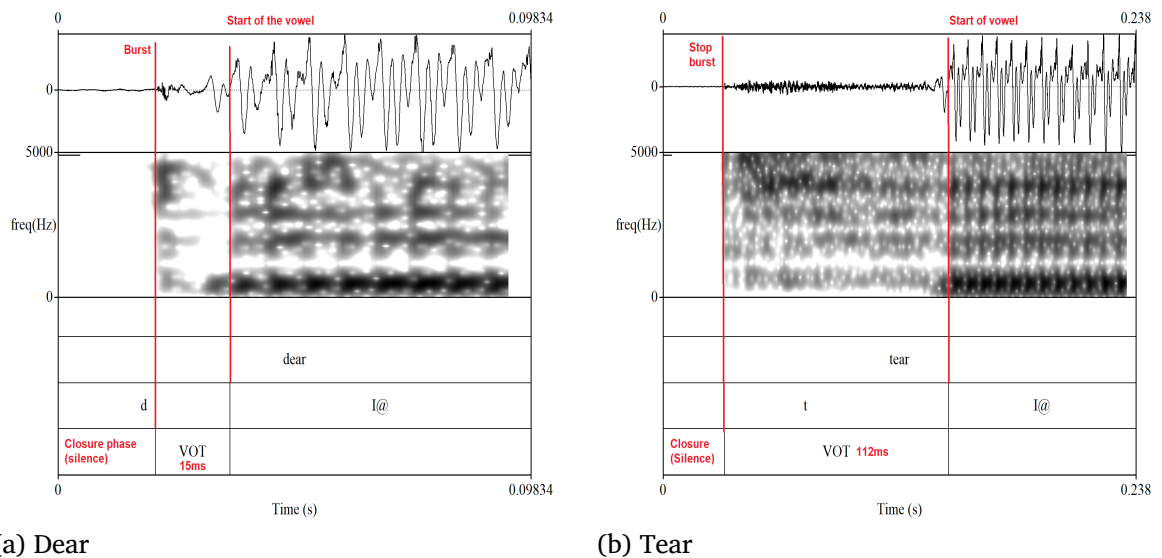 0
Start of the vowel
0.09834
Burst
0
5000
freq(Hz)
0
dear
d
I@
Closure phase
(silence)
VOT
15ms
0
0.09834
Time (s)
a) Dear
0
Start of vowel
0.238
Stop
burst
0
5000
freq(Hz)
0
tear
t
I@
Closure
(Silence)
VOT 112ms
0
0.238
Time (s)
(b) Tear